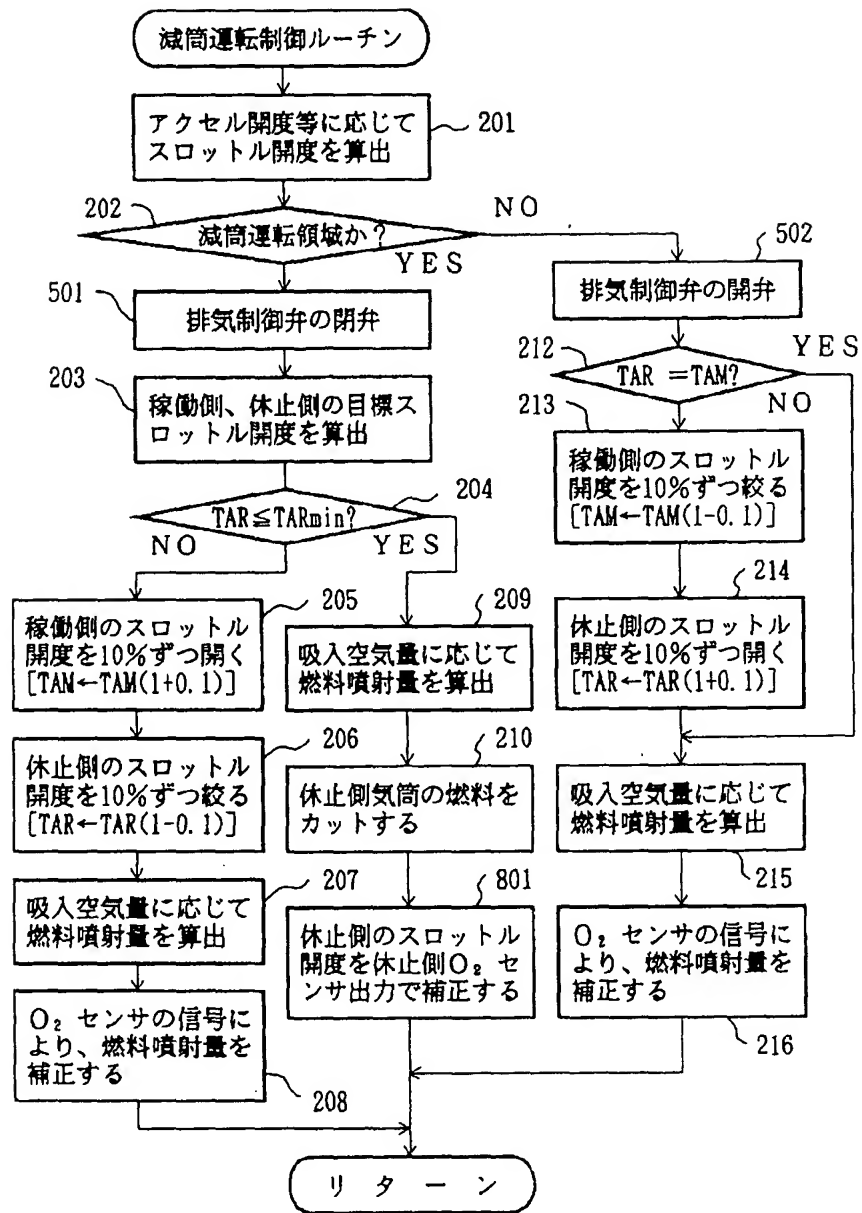 減筒運転制御ルーチン
アクセル開度等に応じて
スロットル開度を算出
201
202
減筒運転領域か?
NO
YES
501
排気制御弁の閉弁
203
稼働側、休止側の目標ス
ロットル開度を算出
204
TAR≦TARmin?
NO
YES
205
稼働側のスロットル
開度を10%ずつ開く
[TAM←TAM(1+0.1)]
206
休止側のスロットル
開度を10%ずつ絞る
[TAR←TAR(1-0.1)]
207
吸入空気量に応じて
燃料噴射量を算出
O₂ センサの信号に
より、燃料噴射量を
補正する
208
209
吸入空気量に応じて
燃料噴射量を算出
210
休止側気筒の燃料を
カットする
801
休止側のスロットル
開度を休止側O₂ セ
ンサ出力で補正する
502
排気制御弁の開弁
212
TAR =TAM?
YES
NO
213
稼働側のスロットル
開度を10%ずつ絞る
[TAM←TAM(1-0.1)]
214
休止側のスロットル
開度を10%ずつ開く
[TAR←TAR(1+0.1)]
吸入空気量に応じて
燃料噴射量を算出
215
O₂ センサの信号に
より、燃料噴射量を
補正する
216
リターン